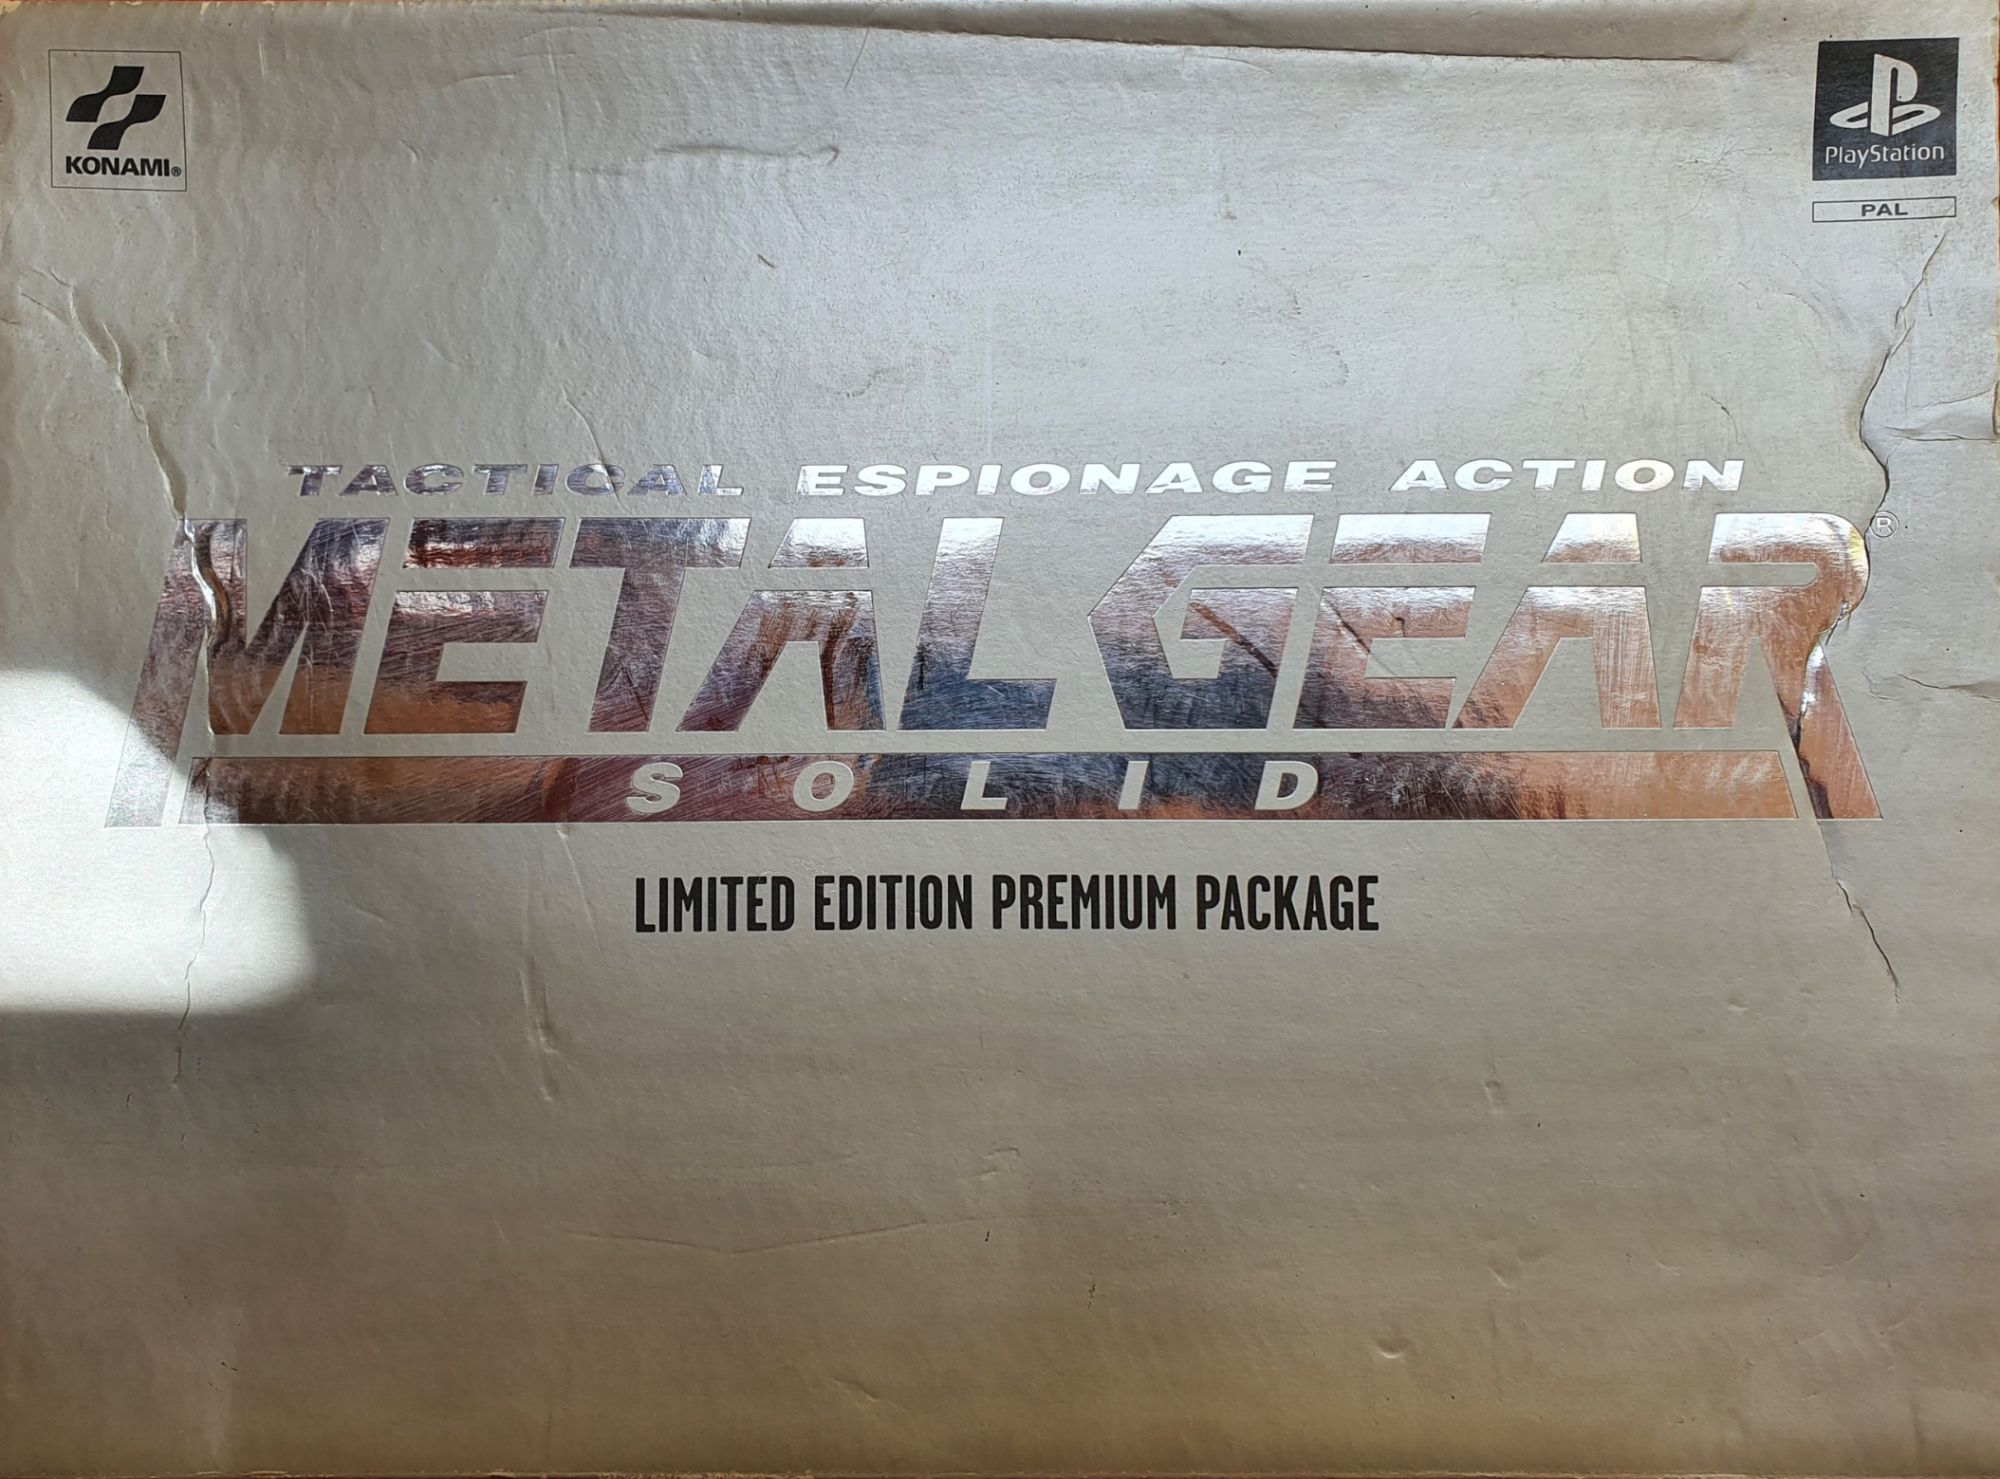 KONAMI®
PlayStation
PAL
TACTICAL ESPIONAGE ACTION
METAL GEAR®
SOLID
LIMITED EDITION PREMIUM PACKAGE